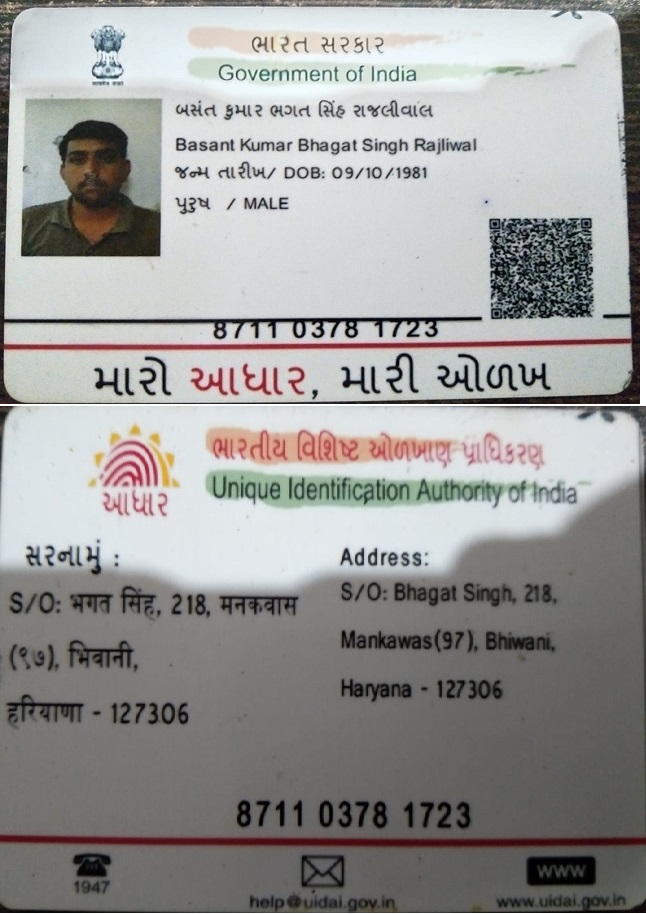 ભારત સરકાર
Government of India
બસંત કુમાર ભગત સિંહ રાજલીવાલ
Basant Kumar Bhagat Singh Rajliwal
જન્મ તારીખ/ DOB: 09/10/1981
પુરુષ / MALE
8711 0378 1723
મારો આધાર, મારી ઓળખ
આધાર
ભારતીય વિશિષ્ટ ઓળખાણ પ્રાધિકરણ
Unique Identification Authority of India
સરનામું :
S/O: भगत सिंह, 218, मनकवास
(९७), भिवानी,
हरियाणा - 127306
Address:
S/O: Bhagat Singh, 218,
Mankawas(97), Bhiwani,
Haryana - 127306
8711 0378 1723
1947
help@uidai.gov.in
WWW
www.uidai.gov.in